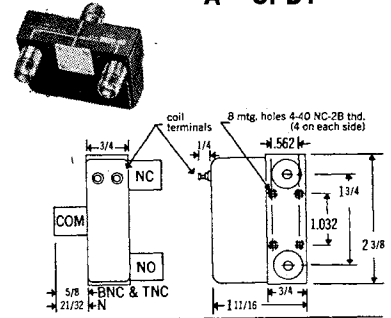 A SPDT
coil
terminals
8 mtg. holes 4-40 NC-2B thd.
(4 on each side)
3/4
1/4
.562
NC
COM
NO
1 3/4
1.032
2 3/8
5/8 BNC & TNC
21/32 N
3/4
1 11/16